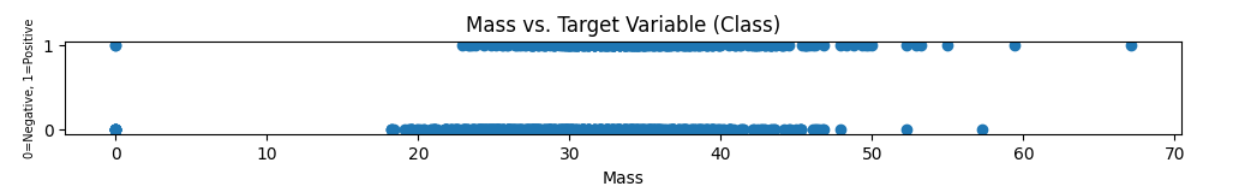 Mass vs. Target Variable (Class)
0=Negative, 1=Positive
1
0
0 10 20 30 40 50 60 70
Mass